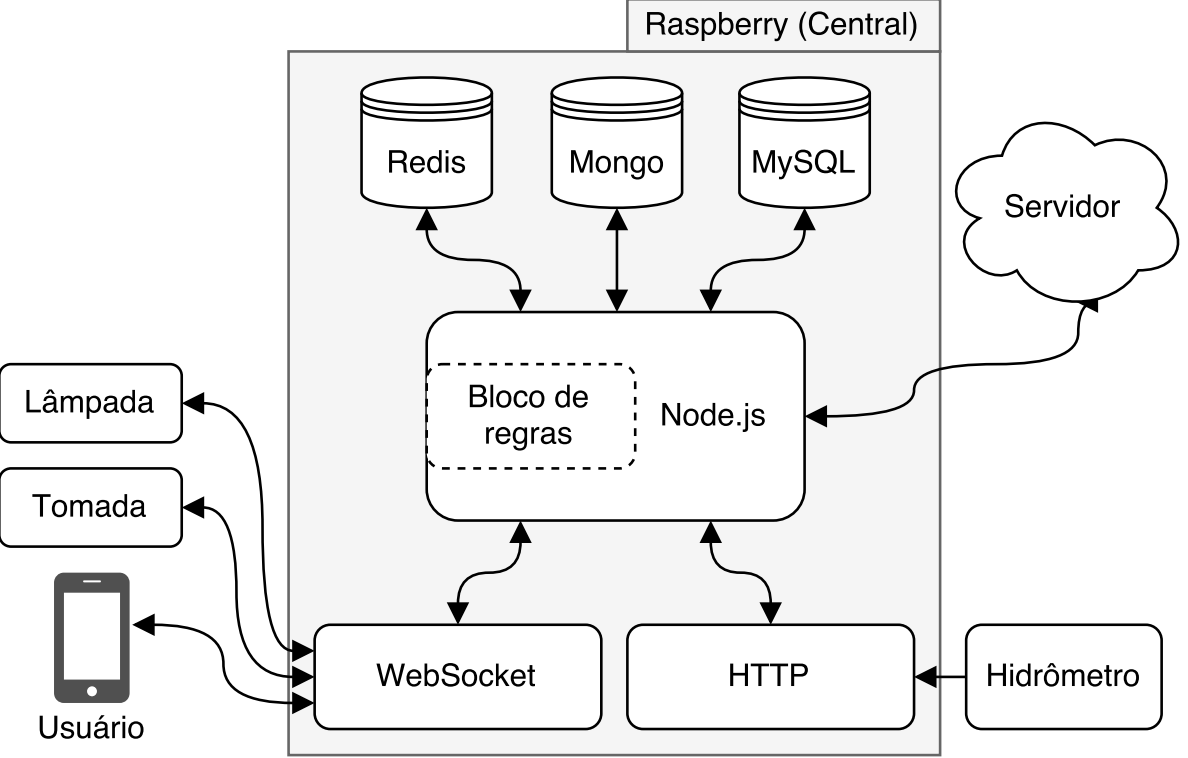 Raspberry (Central)
Redis
Mongo
MySQL
Servidor
Lâmpada
Bloco de
regras
Node.js
Tomada
Usuário
WebSocket
HTTP
Hidrômetro